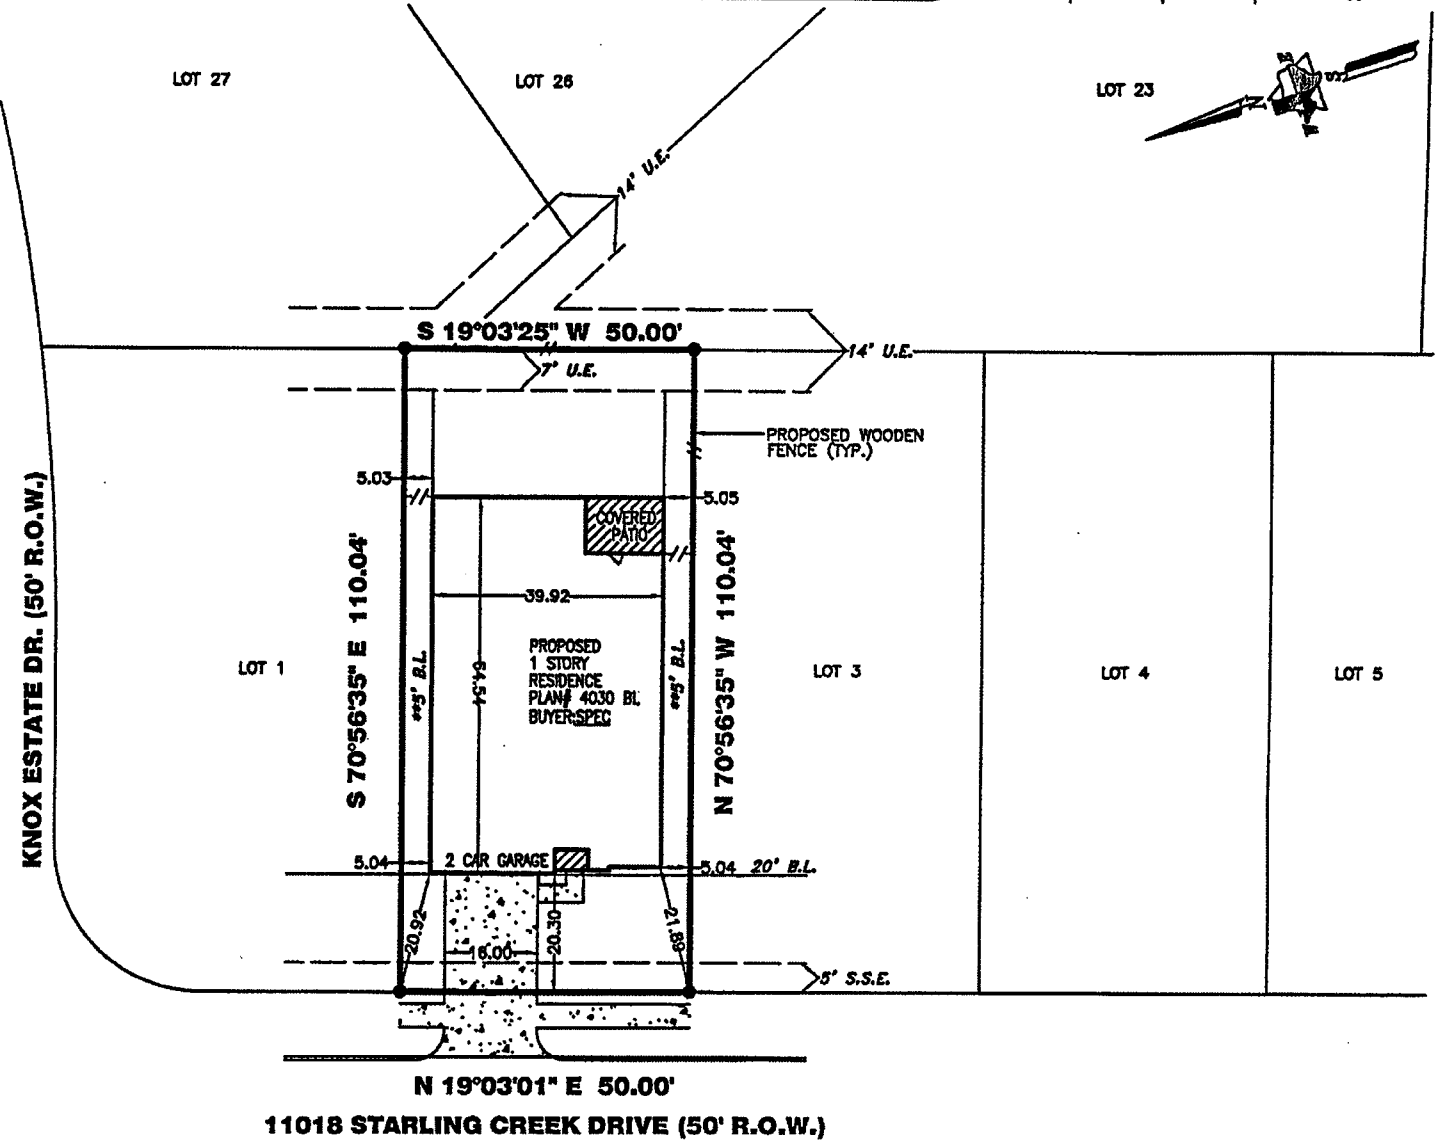 LOT 27
LOT 26
LOT 23
N
S
E
14' U.E.
S 19°03'25" W 50.00'
7' U.E.
14' U.E.
PROPOSED WOODEN
FENCE (TYP.)
5.03
5.05
COVERED
PATIO
KNOX ESTATE DR. (50' R.O.W.)
S 70°56'35" E 110.04'
N 70°56'35" W 110.04'
39.92
64.54
PROPOSED
1 STORY
RESIDENCE
PLAN# 4030 BL
BUYER:SPEC
**5' B.L.
**5' B.L.
LOT 1
LOT 3
LOT 4
LOT 5
5.04
2 CAR GARAGE
5.04
20' B.L.
20.92
16.00
20.30
21.89
5' S.S.E.
N 19°03'01" E 50.00'
11018 STARLING CREEK DRIVE (50' R.O.W.)